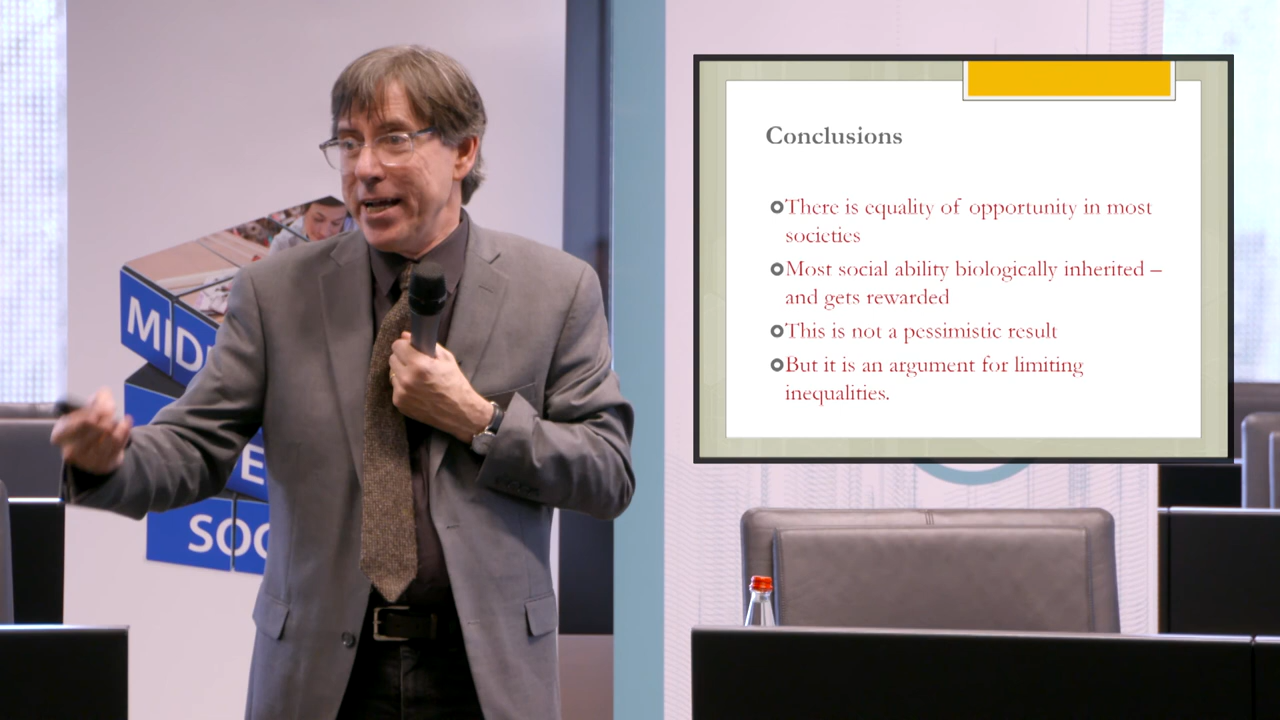 MID
E
SOC
Conclusions
There is equality of opportunity in most
societies
Most social ability biologically inherited –
and gets rewarded
This is not a pessimistic result
But it is an argument for limiting
inequalities.